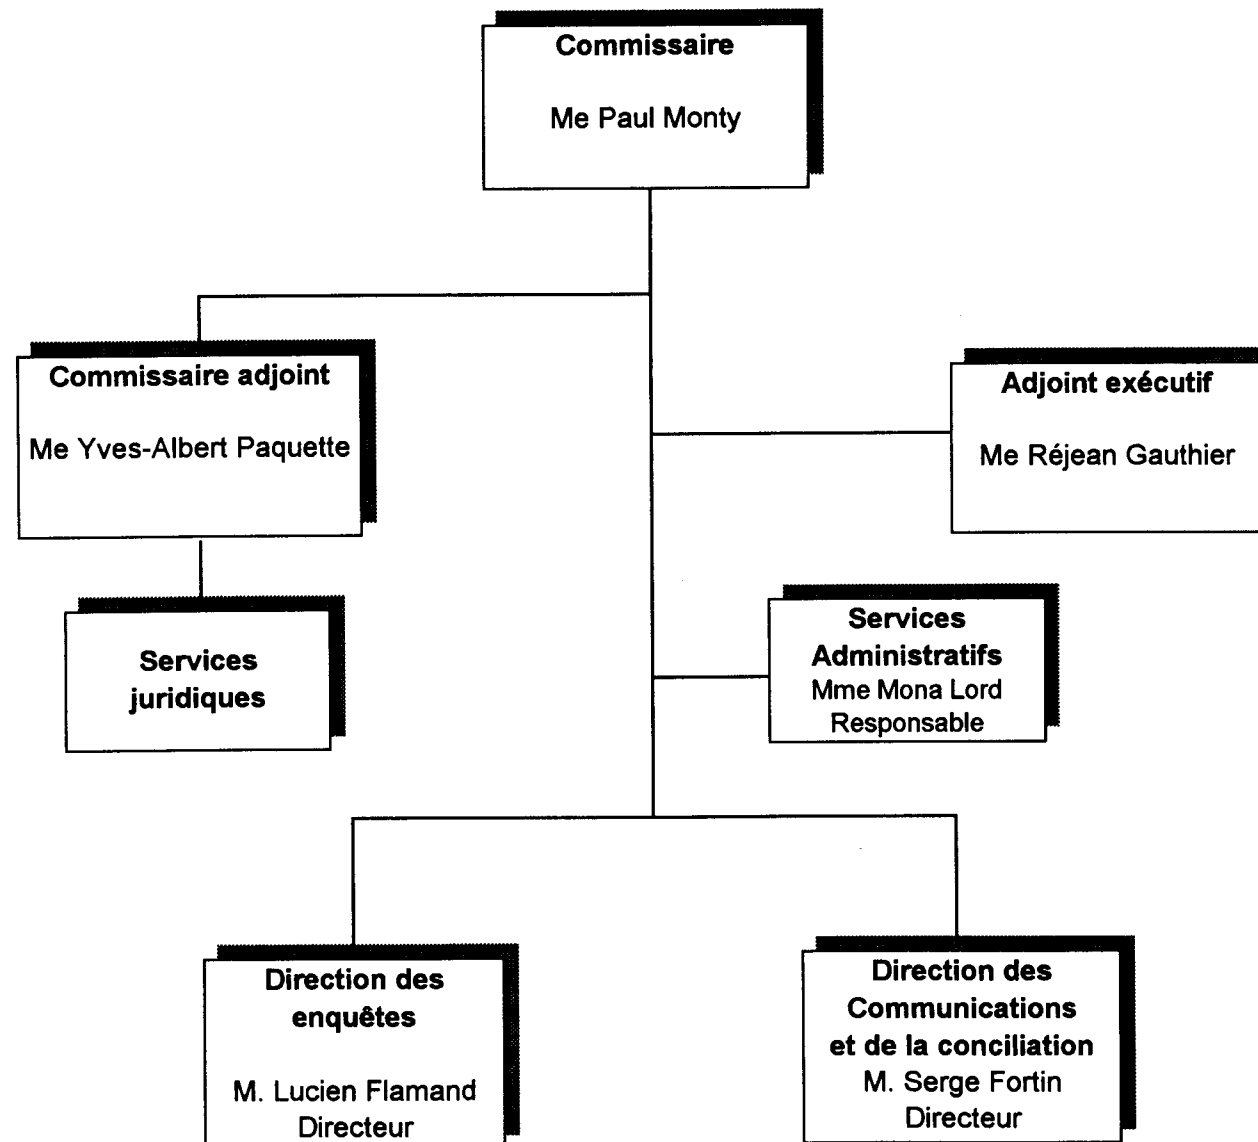 Commissaire
Me Paul Monty
Commissaire adjoint
Me Yves-Albert Paquette
Adjoint exécutif
Me Réjean Gauthier
Services
juridiques
Services
Administratifs
Mme Mona Lord
Responsable
Direction des
enquêtes
M. Lucien Flamand
Directeur
Direction des
Communications
et de la conciliation
M. Serge Fortin
Directeur